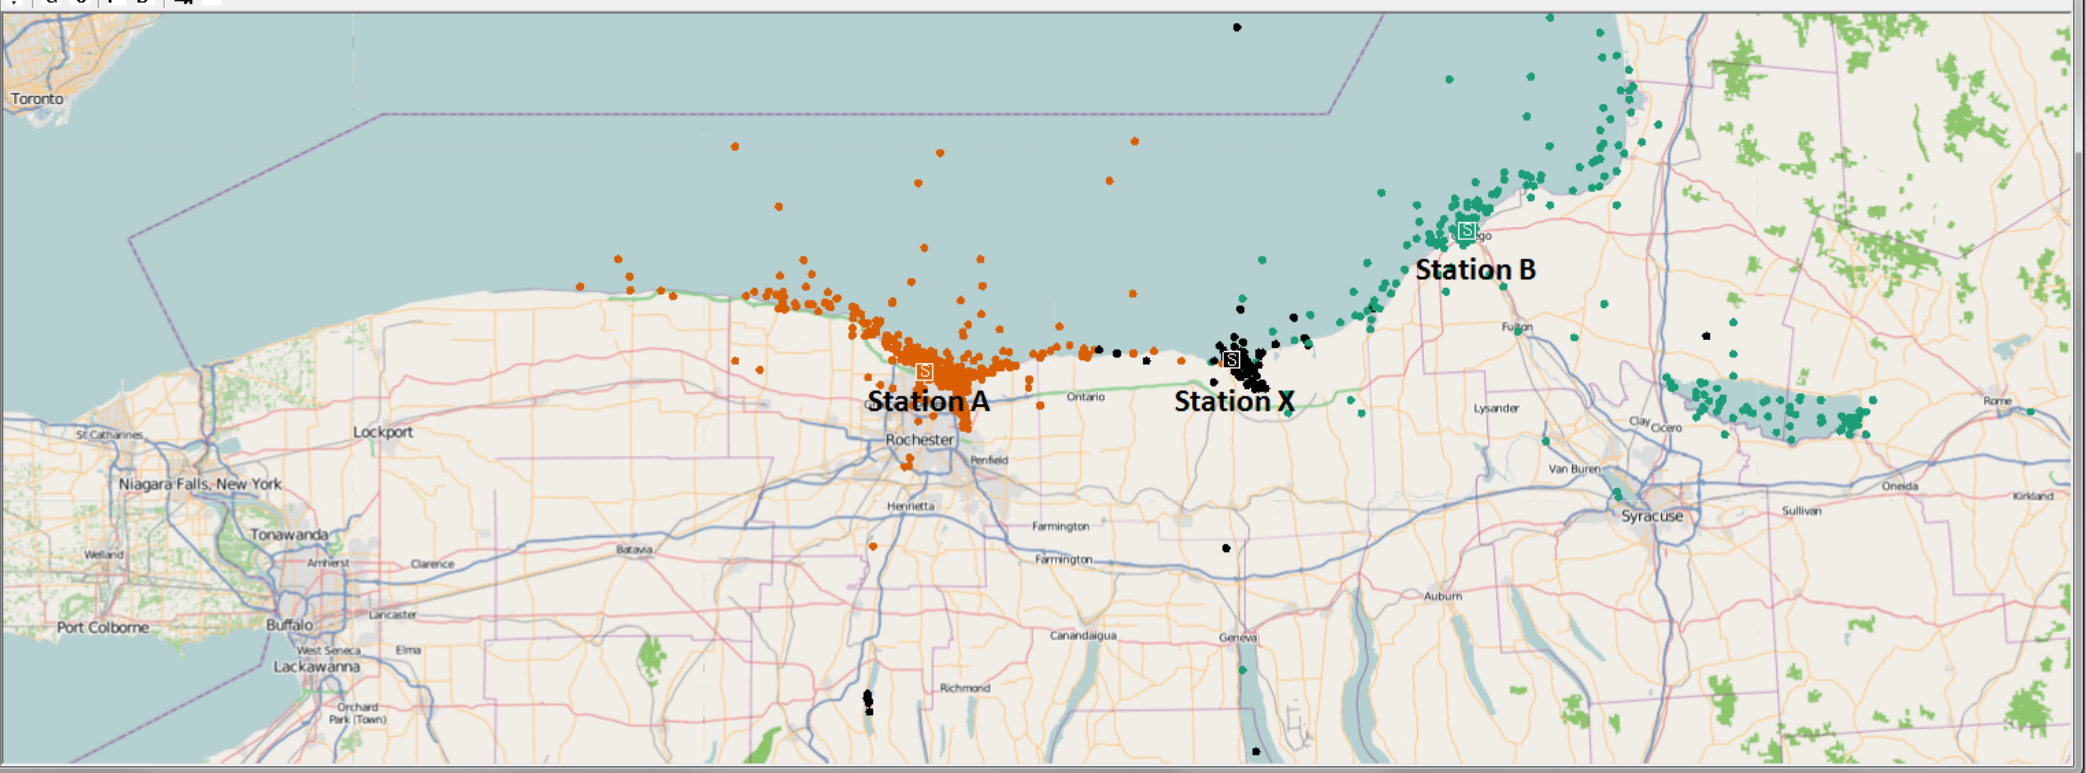 Toronto
S
Station B
Fulton
S
S
Station A
Ontario
Station X
Lysander
Rome
St Catharines
Lockport
Rochester
Clay
Cicero
Penfield
Van Buren
Niagara Falls, New York
Oneida
Kirkland
Henrietta
Syracuse
Sullivan
Tonawanda
Farmington
Welland
Amherst
Clarence
Batavia
Farmington
Auburn
Port Colborne
Buffalo
Lancaster
Canandaigua
Geneva
West Seneca
Elma
Lackawanna
Richmond
Orchard
Park (Town)